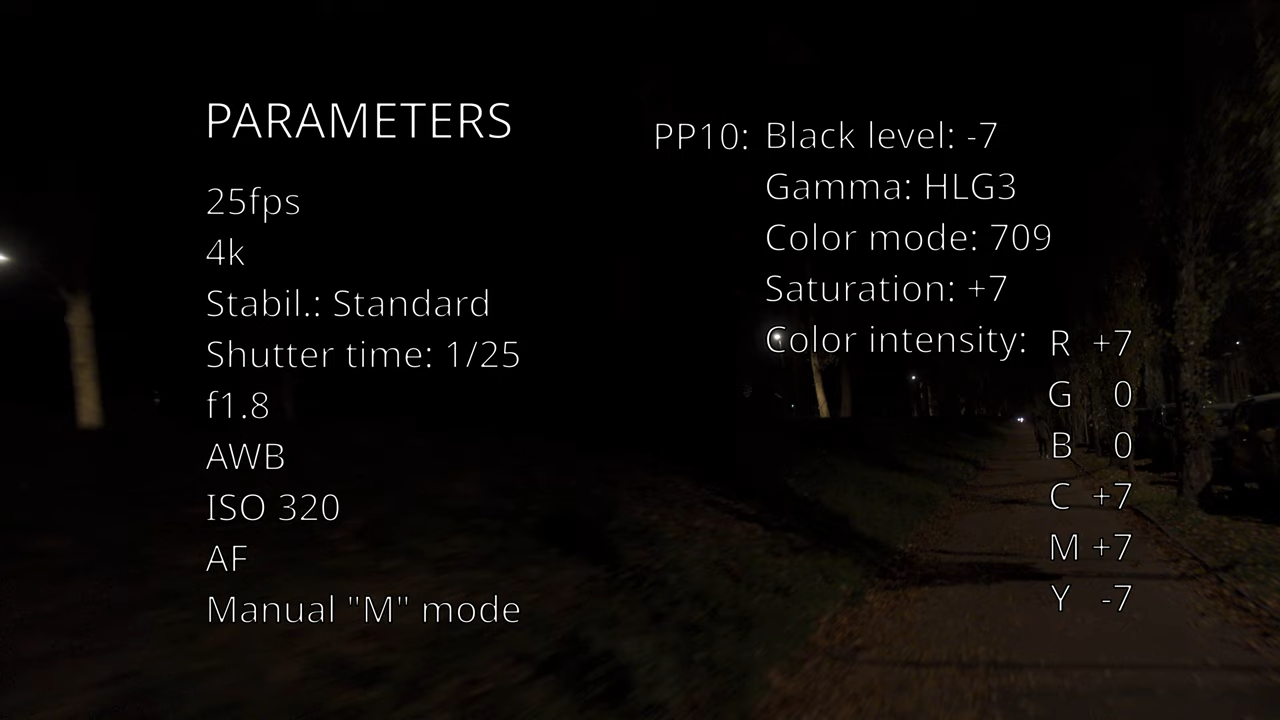 PARAMETERS
25fps
4k
Stabil.: Standard
Shutter time: 1/25
f1.8
AWB
ISO 320
AF
Manual "M" mode
PP10: Black level: -7
Gamma: HLG3
Color mode: 709
Saturation: +7
Color intensity: R +7
G 0
B 0
C +7
M +7
Y -7